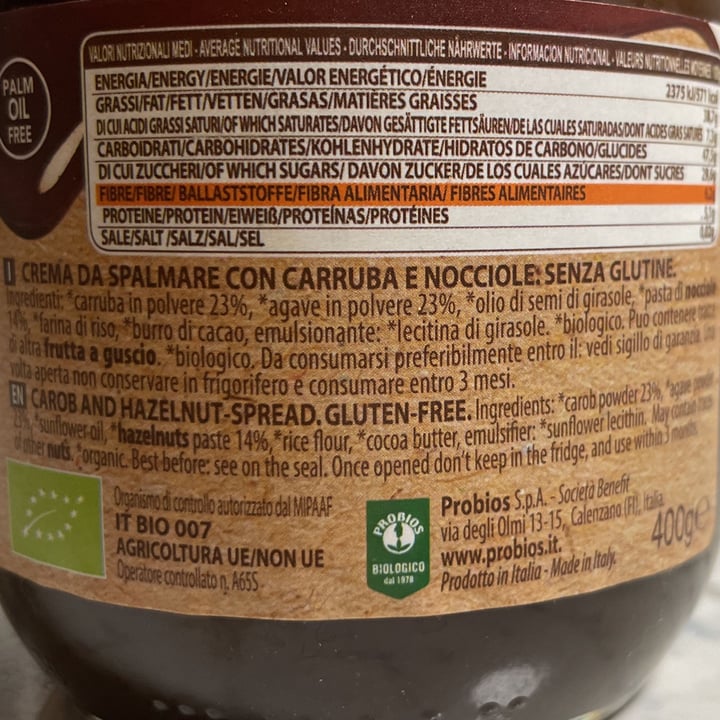 VALORI NUTRIZIONALI MEDI - AVERAGE NUTRITIONAL VALUES - DURCHSCHNITTLICHE NÄHRWERTE - INFORMACION NUTRICIONAL - VALEURS NUTRITIONNELLES
PALM
OIL
FREE
ENERGIA/ENERGY/ENERGIE/VALOR ENERGÉTICO/ÉNERGIE 2375 kJ/571 kcal
GRASSI/FAT/FETT/VETTEN/GRASAS/MATIÈRES GRAISSES
DI CUI ACIDI GRASSI SATURI/OF WHICH SATURATES/DAVON GESÄTTIGTE FETTSÄUREN/DE LAS CUALES SATURADAS/DONT ACIDES GRAS SATURÉS
CARBOIDRATI/CARBOHYDRATES/KOHLENHYDRATE/HIDRATOS DE CARBONO/GLUCIDES
DI CUI ZUCCHERI/OF WHICH SUGARS/ DAVON ZUCKER/DE LOS CUALES AZÚCARES/DONT SUCRES
FIBRE/FIBRE/ BALLASTSTOFFE/FIBRA ALIMENTARIA/ FIBRES ALIMENTAIRES
PROTEINE/PROTEIN/EIWEIß/PROTEÍNAS/PROTÉINES
SALE/SALT /SALZ/SAL/SEL
I CREMA DA SPALMARE CON CARRUBA E NOCCIOLE: SENZA GLUTINE.
Ingredienti: *carruba in polvere 23%, *agave in polvere 23%, *olio di semi di girasole, *pasta di nocciole
14%, *farina di riso, *burro di cacao, emulsionante: *lecitina di girasole. *biologico. Può contenere tracce
di altra frutta a guscio. *biologico. Da consumarsi preferibilmente entro il: vedi sigillo di garanzia. Una
volta aperta non conservare in frigorifero e consumare entro 3 mesi.
EN CAROB AND HAZELNUT-SPREAD. GLUTEN-FREE. Ingredients: *carob powder 23%, *agave powder
23%, *sunflower oil, *hazelnuts paste 14%, *rice flour, *cocoa butter, emulsifier: *sunflower lecithin. May contain traces
of other nuts. *organic. Best before: see on the seal. Once opened don't keep in the fridge, and use within 3 months.
Organismo di controllo autorizzato dal MIPAAF
IT BIO 007
AGRICOLTURA UE/NON UE
Operatore controllato n. A65S
PROBIOS
BIOLOGICO
dal 1978
Probios S.p.A. - Società Benefit
via degli Olmi 13-15, Calenzano (FI), Italia
www.probios.it.
Prodotto in Italia - Made in Italy.
400g e